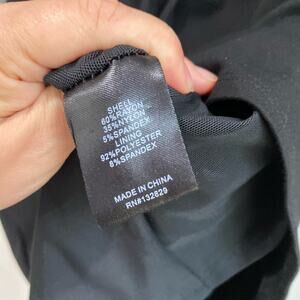 SHELL
60%RAYON
35%NYLON
5%SPANDEX
LINING
92%POLYESTER
8%SPANDEX
MADE IN CHINA
RN#132829